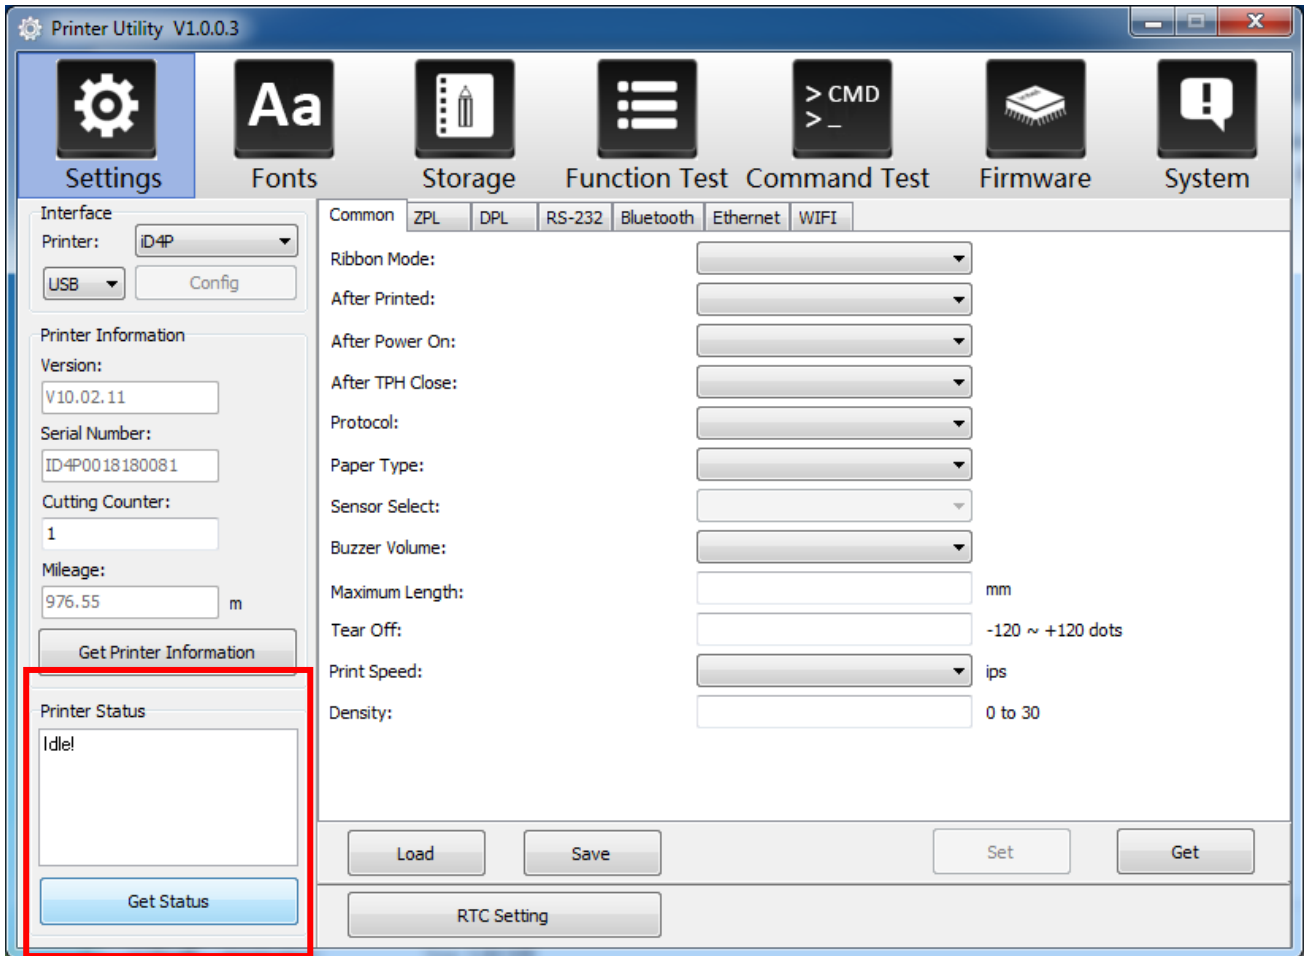 Printer Utility V1.0.0.3
Aa
> CMD
>_
Settings Fonts Storage Function Test Command Test Firmware System
Interface
Printer: iD4P
USB Config
Printer Information
Version:
V10.02.11
Serial Number:
ID4P0018180081
Cutting Counter:
1
Mileage:
976.55 m
Get Printer Information
Printer Status
Idle!
Get Status
Common ZPL DPL RS-232 Bluetooth Ethernet WIFI
Ribbon Mode:
After Printed:
After Power On:
After TPH Close:
Protocol:
Paper Type:
Sensor Select:
Buzzer Volume:
Maximum Length: mm
Tear Off: -120 ~ +120 dots
Print Speed: ips
Density: 0 to 30
Load Save Set Get
RTC Setting